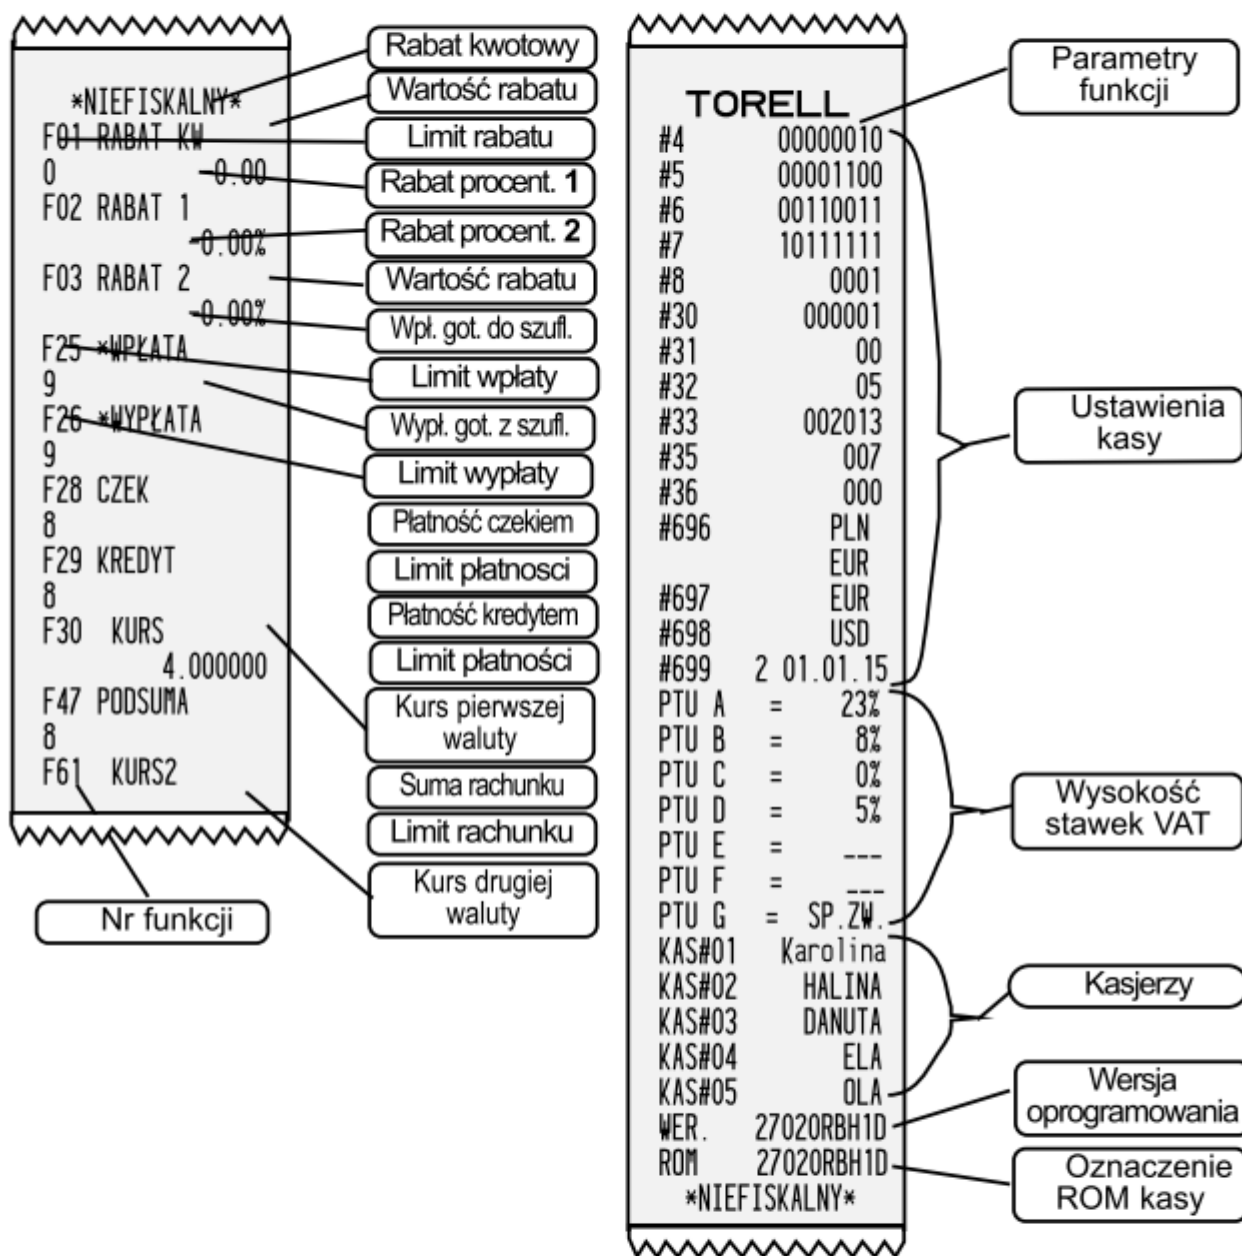 *NIEFISKALNY*
F01 RABAT KW
0 -0.00
F02 RABAT 1
-0.00%
F03 RABAT 2
-0.00%
F25 *WPŁATA
9
F26 *WYPŁATA
9
F28 CZEK
8
F29 KREDYT
8
F30 KURS
4.000000
F47 PODSUMA
8
F61 KURS2
Nr funkcji
Rabat kwotowy
Wartość rabatu
Limit rabatu
Rabat procent. 1
Rabat procent. 2
Wartość rabatu
Wpł. got. do szufl.
Limit wpłaty
Wypł. got. z szufl.
Limit wypłaty
Płatność czekiem
Limit płatnosci
Płatność kredytem
Limit płatności
Kurs pierwszej
waluty
Suma rachunku
Limit rachunku
Kurs drugiej
waluty
TORELL
#4 00000010
#5 00001100
#6 00110011
#7 10111111
#8 0001
#30 000001
#31 00
#32 05
#33 002013
#35 007
#36 000
#696 PLN
EUR
#697 EUR
#698 USD
#699 2 01.01.15
PTU A = 23%
PTU B = 8%
PTU C = 0%
PTU D = 5%
PTU E = ___
PTU F = ___
PTU G = SP.ZW.
KAS#01 Karolina
KAS#02 HALINA
KAS#03 DANUTA
KAS#04 ELA
KAS#05 OLA
WER. 27020RBH1D
ROM 27020RBH1D
*NIEFISKALNY*
Parametry
funkcji
Ustawienia
kasy
Wysokość
stawek VAT
Kasjerzy
Wersja
oprogramowania
Oznaczenie
ROM kasy